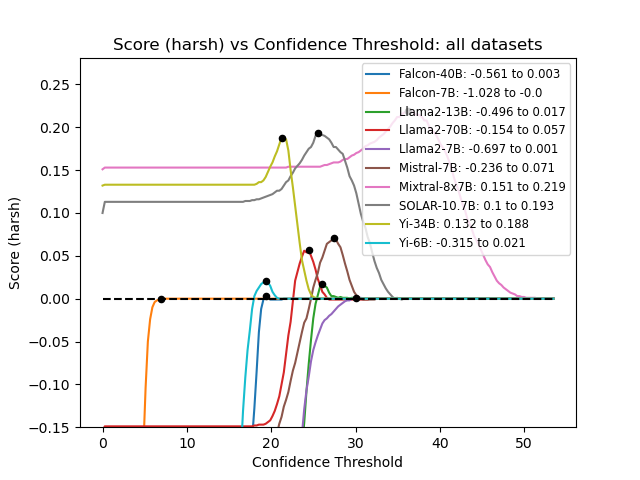 Score (harsh) vs Confidence Threshold: all datasets
Score (harsh)
0.25
0.20
0.15
0.10
0.05
0.00
−0.05
−0.10
−0.15
Falcon-40B: -0.561 to 0.003
Falcon-7B: -1.028 to -0.0
Llama2-13B: -0.496 to 0.017
Llama2-70B: -0.154 to 0.057
Llama2-7B: -0.697 to 0.001
Mistral-7B: -0.236 to 0.071
Mixtral-8x7B: 0.151 to 0.219
SOLAR-10.7B: 0.1 to 0.193
Yi-34B: 0.132 to 0.188
Yi-6B: -0.315 to 0.021
0 10 20 30 40 50
Confidence Threshold